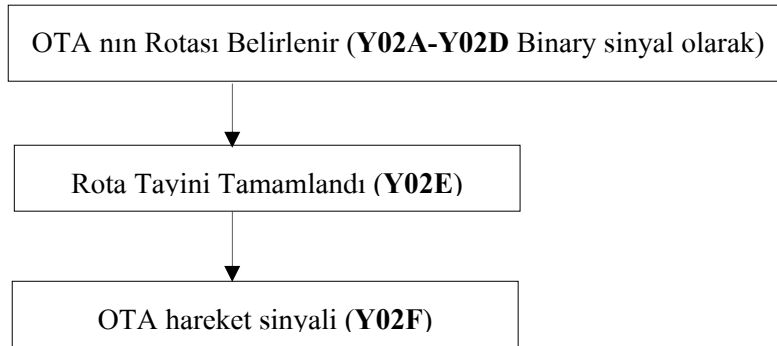 OTA nın Rotası Belirlenir (Y02A-Y02D Binary sinyal olarak)
Rota Tayini Tamamlandı (Y02E)
OTA hareket sinyali (Y02F)